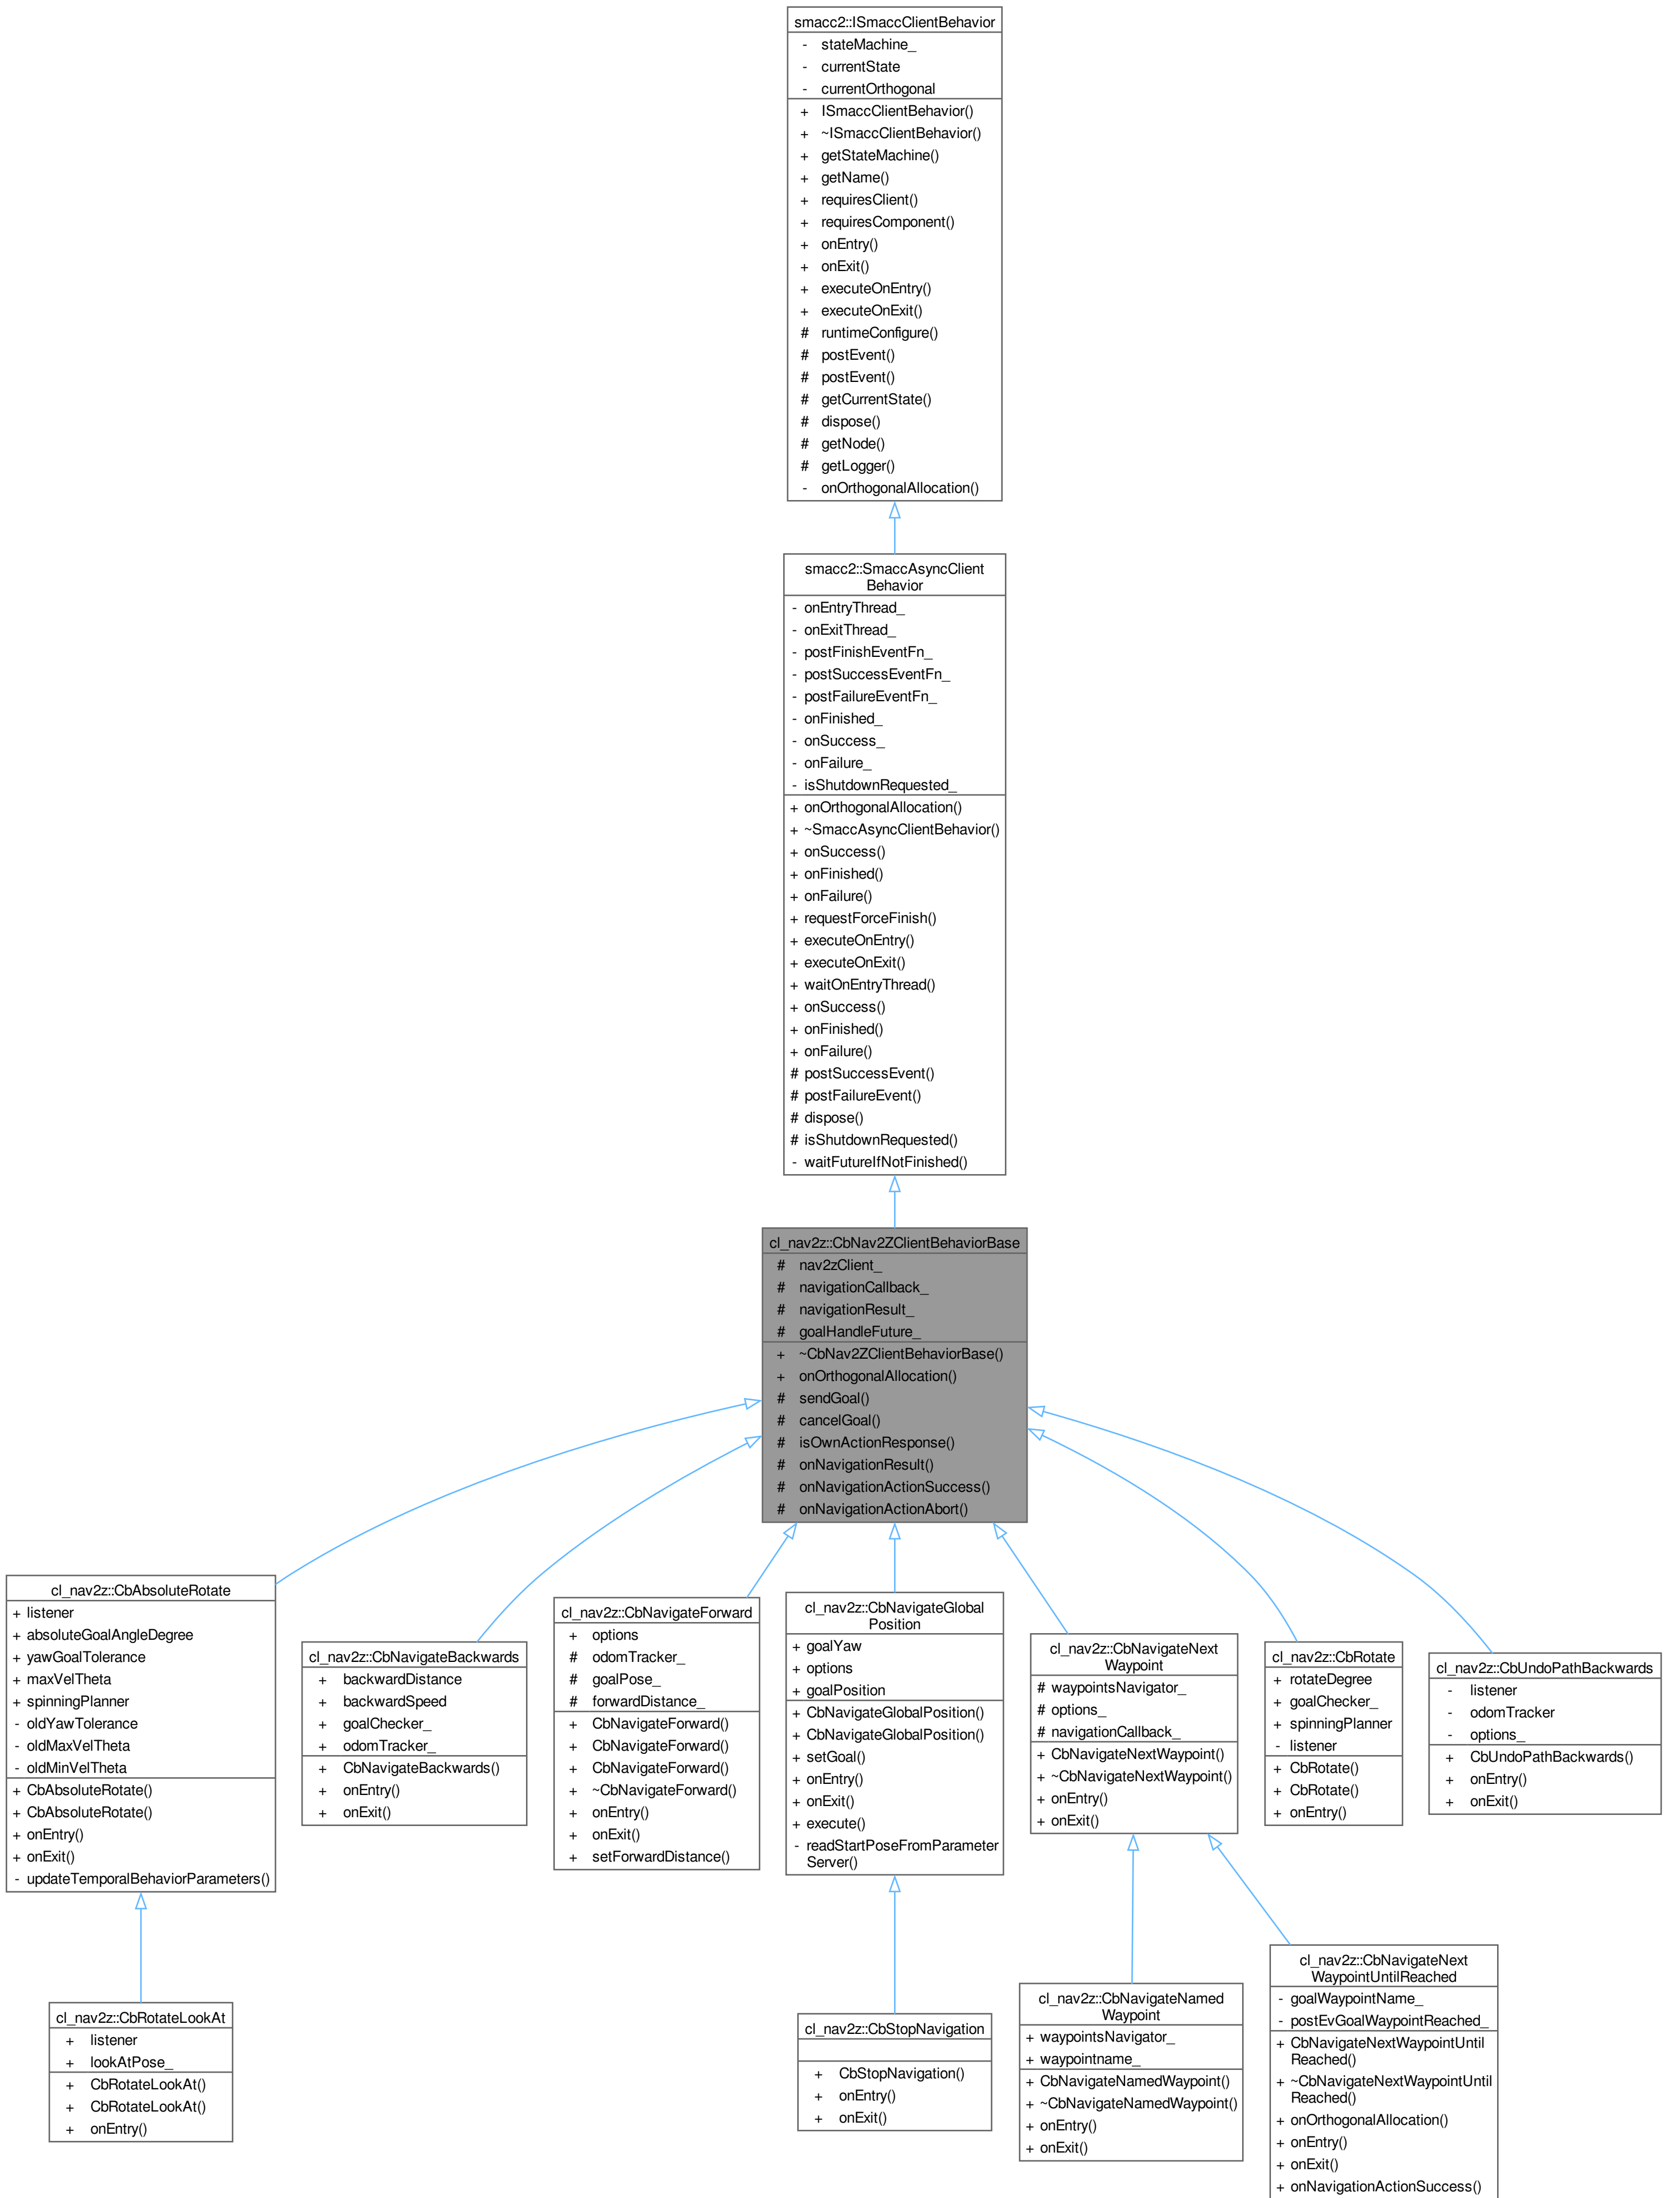 smacc2::ISmaccClientBehavior
- stateMachine_
- currentState
- currentOrthogonal
+ ISmaccClientBehavior()
+ ~ISmaccClientBehavior()
+ getStateMachine()
+ getName()
+ requiresClient()
+ requiresComponent()
+ onEntry()
+ onExit()
+ executeOnEntry()
+ executeOnExit()
# runtimeConfigure()
# postEvent()
# postEvent()
# getCurrentState()
# dispose()
# getNode()
# getLogger()
- onOrthogonalAllocation()
smacc2::SmaccAsyncClient
Behavior
- onEntryThread_
- onExitThread_
- postFinishEventFn_
- postSuccessEventFn_
- postFailureEventFn_
- onFinished_
- onSuccess_
- onFailure_
- isShutdownRequested_
+ onOrthogonalAllocation()
+ ~SmaccAsyncClientBehavior()
+ onSuccess()
+ onFinished()
+ onFailure()
+ requestForceFinish()
+ executeOnEntry()
+ executeOnExit()
+ waitOnEntryThread()
+ onSuccess()
+ onFinished()
+ onFailure()
# postSuccessEvent()
# postFailureEvent()
# dispose()
# isShutdownRequested()
- waitFutureIfNotFinished()
cl_nav2z::CbNav2ZClientBehaviorBase
# nav2zClient_
# navigationCallback_
# navigationResult_
# goalHandleFuture_
+ ~CbNav2ZClientBehaviorBase()
+ onOrthogonalAllocation()
# sendGoal()
# cancelGoal()
# isOwnActionResponse()
# onNavigationResult()
# onNavigationActionSuccess()
# onNavigationActionAbort()
cl_nav2z::CbAbsoluteRotate
+ listener
+ absoluteGoalAngleDegree
+ yawGoalTolerance
+ maxVelTheta
+ spinningPlanner
- oldYawTolerance
- oldMaxVelTheta
- oldMinVelTheta
+ CbAbsoluteRotate()
+ CbAbsoluteRotate()
+ onEntry()
+ onExit()
- updateTemporalBehaviorParameters()
cl_nav2z::CbNavigateBackwards
+ backwardDistance
+ backwardSpeed
+ goalChecker_
+ odomTracker_
+ CbNavigateBackwards()
+ onEntry()
+ onExit()
cl_nav2z::CbNavigateForward
+ options
# odomTracker_
# goalPose_
# forwardDistance_
+ CbNavigateForward()
+ CbNavigateForward()
+ CbNavigateForward()
+ ~CbNavigateForward()
+ onEntry()
+ onExit()
+ setForwardDistance()
cl_nav2z::CbNavigateGlobal
Position
+ goalYaw
+ options
+ goalPosition
+ CbNavigateGlobalPosition()
+ CbNavigateGlobalPosition()
+ setGoal()
+ onEntry()
+ onExit()
+ execute()
- readStartPoseFromParameter
Server()
cl_nav2z::CbNavigateNext
Waypoint
# waypointsNavigator_
# options_
# navigationCallback_
+ CbNavigateNextWaypoint()
+ ~CbNavigateNextWaypoint()
+ onEntry()
+ onExit()
cl_nav2z::CbRotate
+ rotateDegree
+ goalChecker_
+ spinningPlanner
- listener
+ CbRotate()
+ CbRotate()
+ onEntry()
cl_nav2z::CbUndoPathBackwards
- listener
- odomTracker
- options_
+ CbUndoPathBackwards()
+ onEntry()
+ onExit()
cl_nav2z::CbRotateLookAt
+ listener
+ lookAtPose_
+ CbRotateLookAt()
+ CbRotateLookAt()
+ onEntry()
cl_nav2z::CbStopNavigation
+ CbStopNavigation()
+ onEntry()
+ onExit()
cl_nav2z::CbNavigateNamed
Waypoint
+ waypointsNavigator_
+ waypointname_
+ CbNavigateNamedWaypoint()
+ ~CbNavigateNamedWaypoint()
+ onEntry()
+ onExit()
cl_nav2z::CbNavigateNext
WaypointUntilReached
- goalWaypointName_
- postEvGoalWaypointReached_
+ CbNavigateNextWaypointUntil
Reached()
+ ~CbNavigateNextWaypointUntil
Reached()
+ onOrthogonalAllocation()
+ onEntry()
+ onExit()
+ onNavigationActionSuccess()